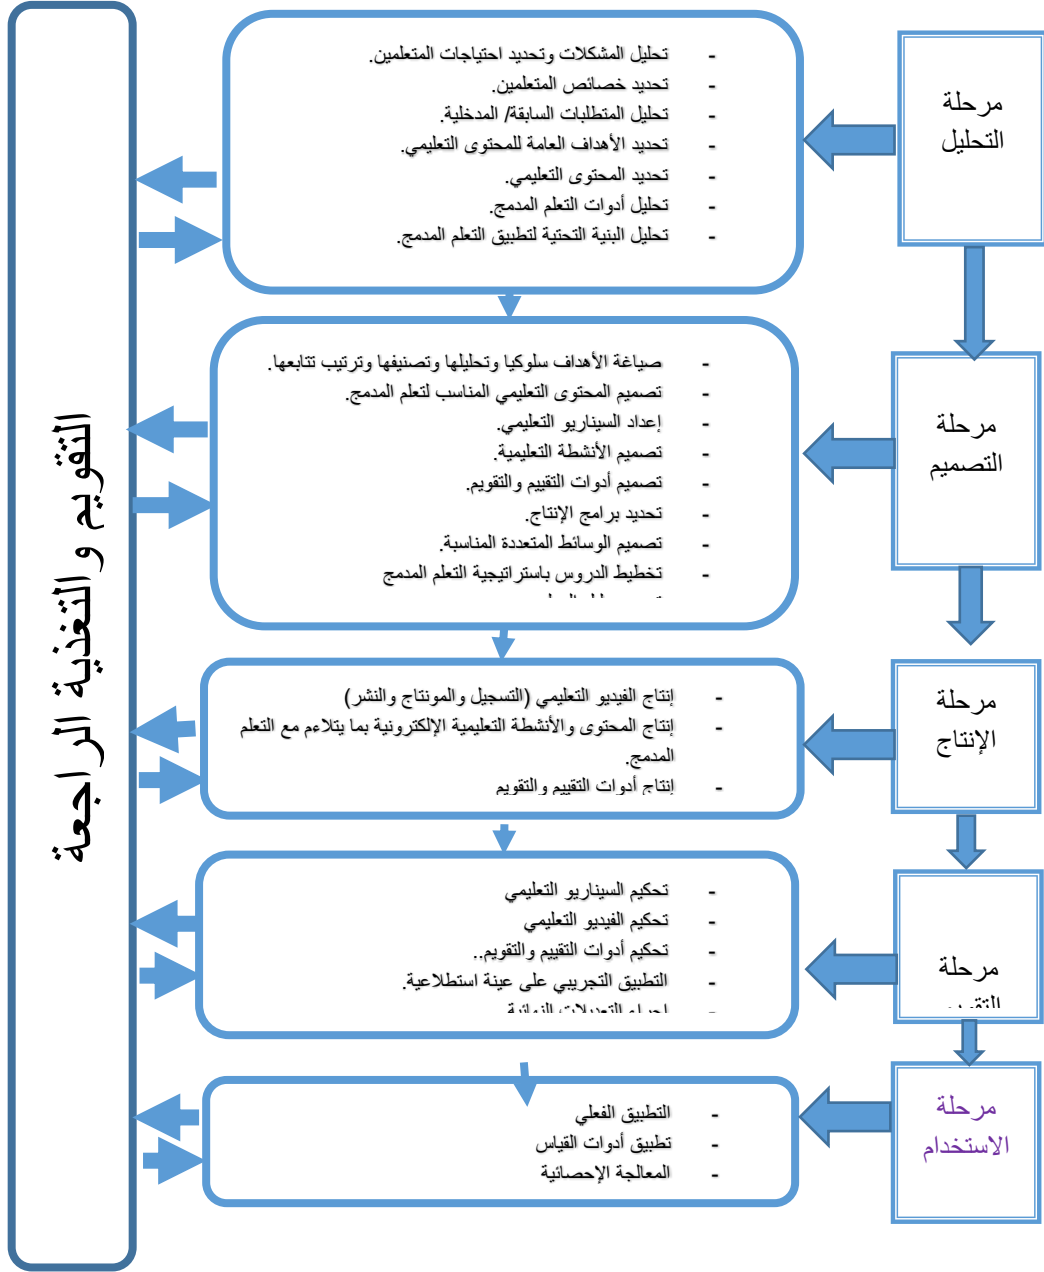 مرحلة
التحليل
- تحليل المشكلات وتحديد احتياجات المتعلمين.
- تحديد خصائص المتعلمين.
- تحليل المتطلبات السابقة/ المدخلية.
- تحديد الأهداف العامة للمحتوى التعليمي.
- تحديد المحتوى التعليمي.
- تحليل أدوات التعلم المدمج.
- تحليل البنية التحتية لتطبيق التعلم المدمج.
مرحلة
التصميم
- صياغة الأهداف سلوكيا وتحليلها وتصنيفها وترتيب تتابعها.
- تصميم المحتوى التعليمي المناسب لتعلم المدمج.
- إعداد السيناريو التعليمي.
- تصميم الأنشطة التعليمية.
- تصميم أدوات التقييم والتقويم.
- تحديد برامج الإنتاج.
- تصميم الوسائط المتعددة المناسبة.
- تخطيط الدروس باستراتيجية التعلم المدمج
-
مرحلة
الإنتاج
- إنتاج الفيديو التعليمي (التسجيل والمونتاج والنشر)
- إنتاج المحتوى والأنشطة التعليمية الإلكترونية بما يتلاءم مع التعلم
المدمج.
- إنتاج أدوات التقييم والتقويم
مرحلة
- تحكيم السيناريو التعليمي
- تحكيم الفيديو التعليمي
- تحكيم أدوات التقييم والتقويم..
- التطبيق التجريبي على عينة استطلاعية.
- إجراء التعديلات النهائية
مرحلة
الاستخدام
- التطبيق الفعلي
- تطبيق أدوات القياس
- المعالجة الإحصائية
التقويم والتغذية الراجعة